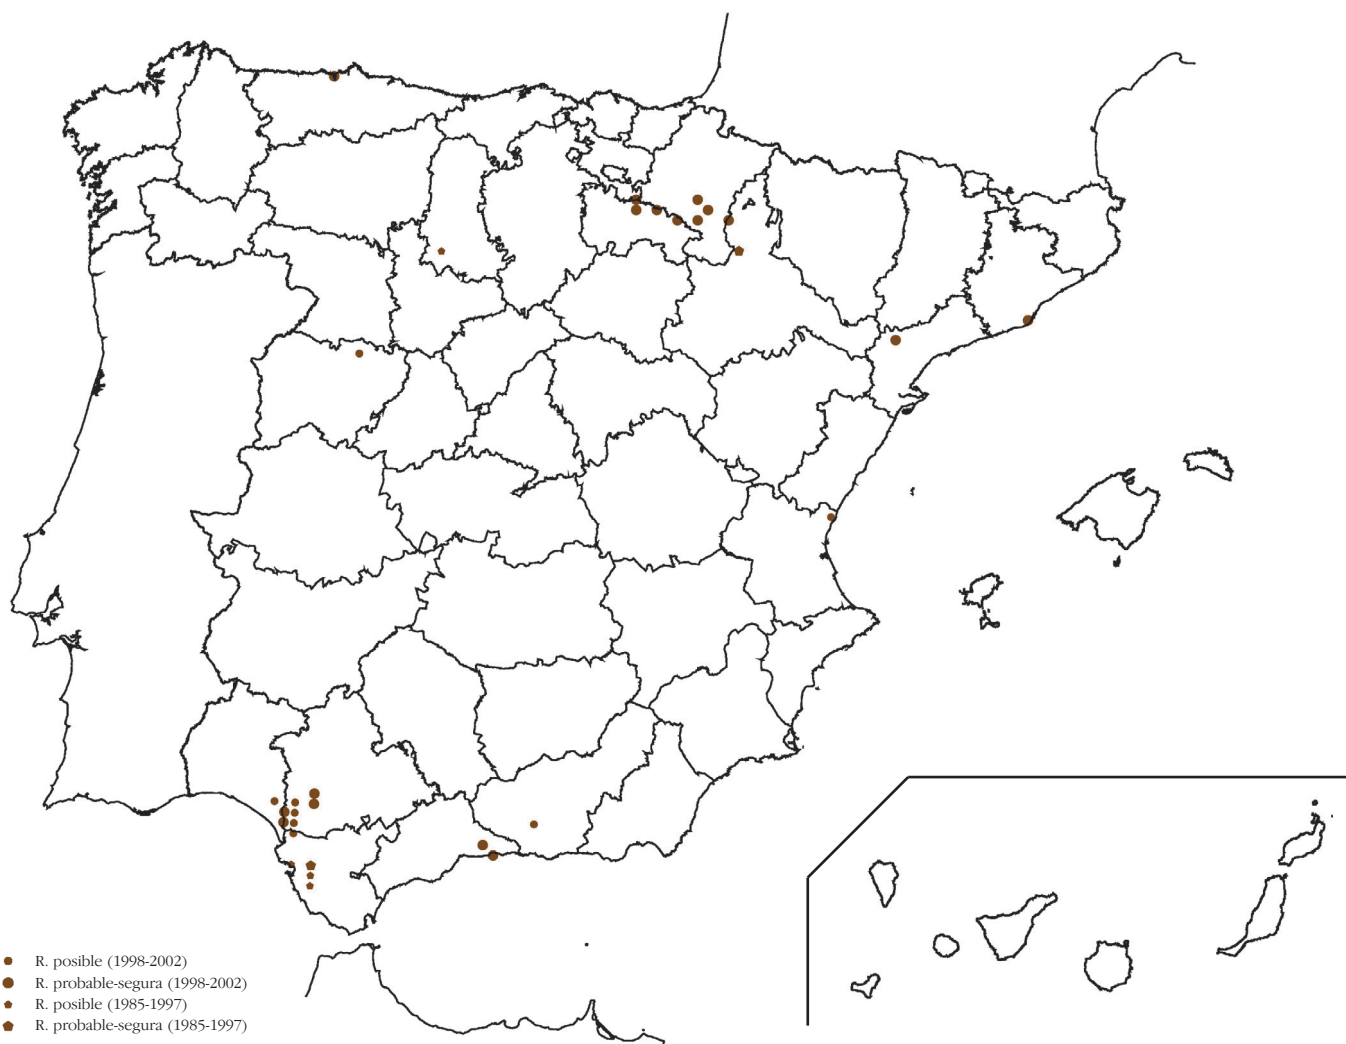 R. posible (1998-2002)
R. probable-segura (1998-2002)
R. posible (1985-1997)
R. probable-segura (1985-1997)